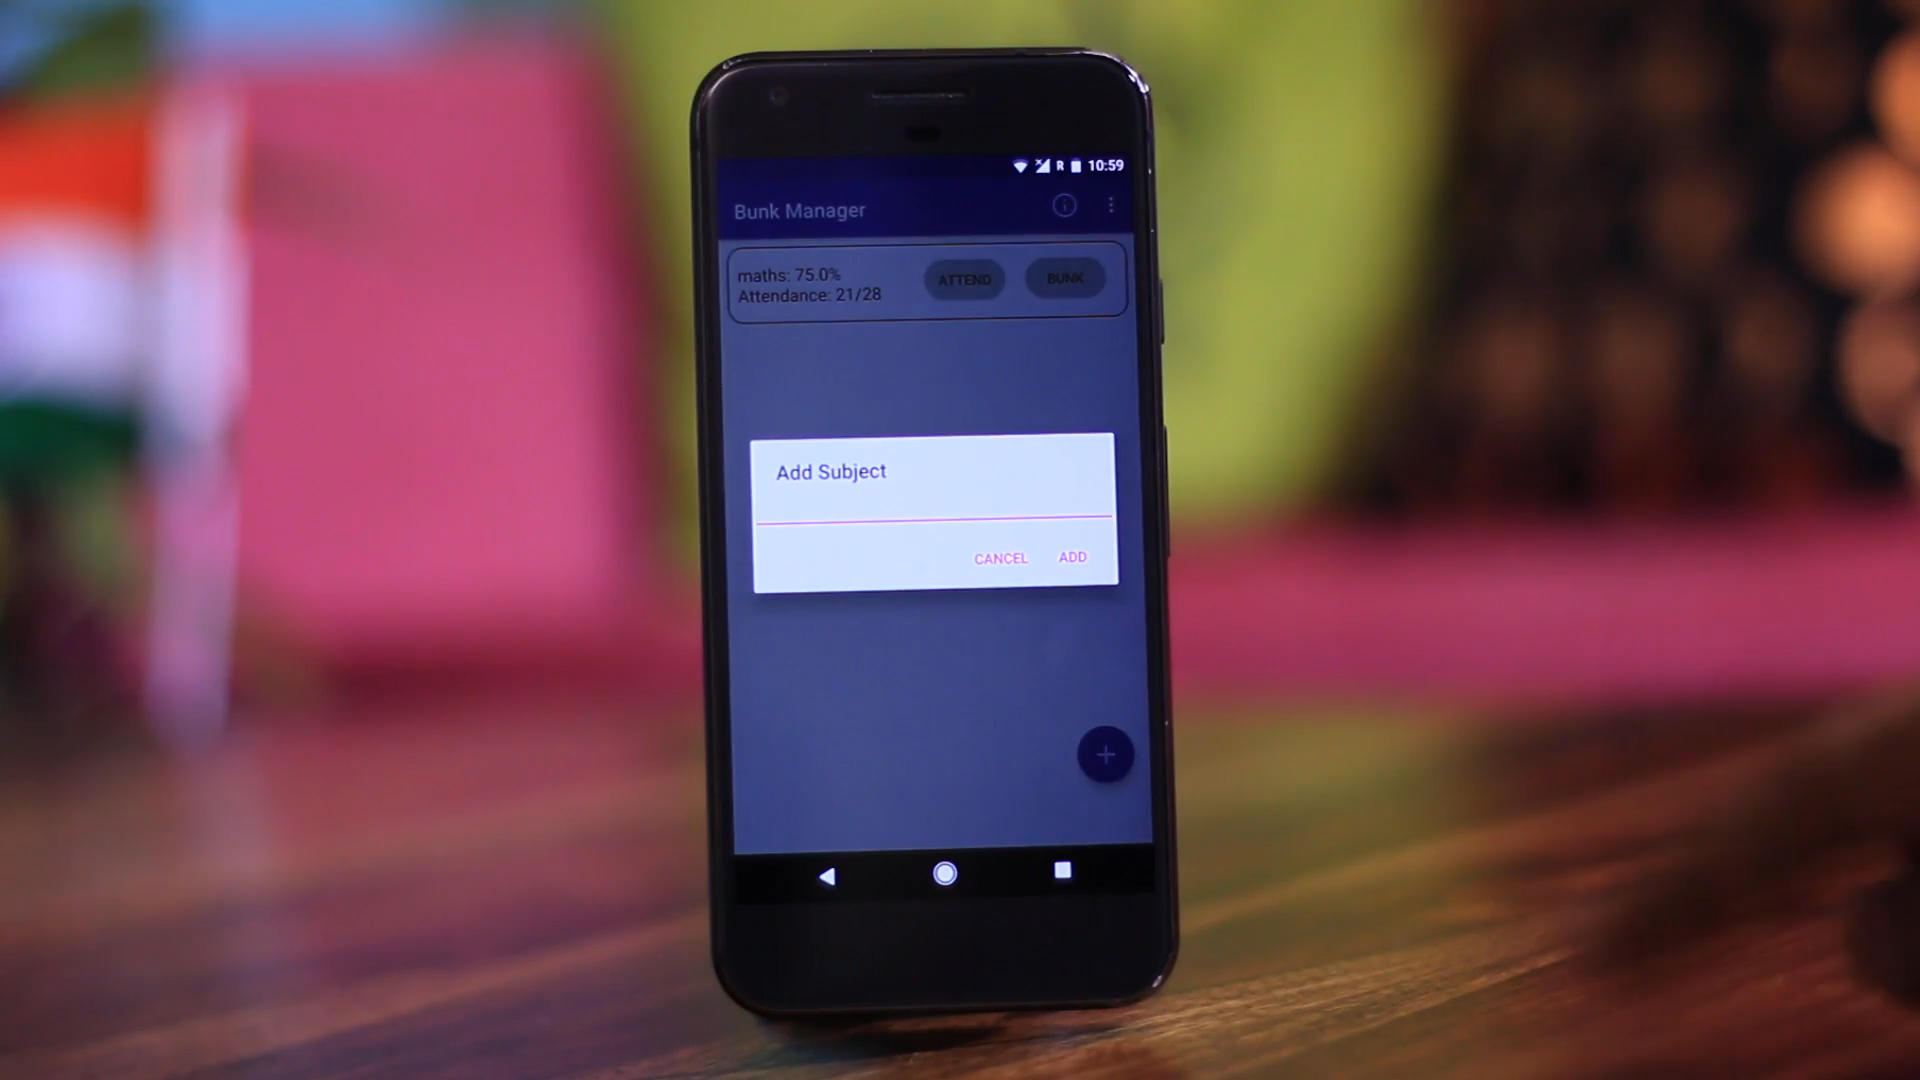 R 10:59
Bunk Manager
maths: 75.0%
Attendance: 21/28
ATTEND
BUNK
Add Subject
CANCEL ADD